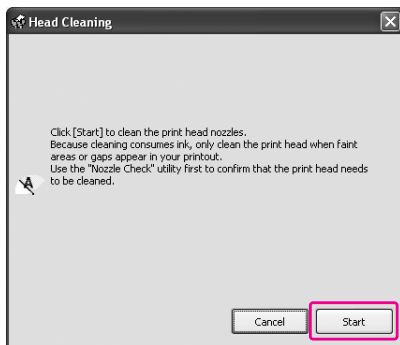 Head Cleaning
Click [Start] to clean the print head nozzles.
Because cleaning consumes ink, only clean the print head when faint
areas or gaps appear in your printout.
Use the "Nozzle Check" utility first to confirm that the print head needs
to be cleaned.
Cancel Start